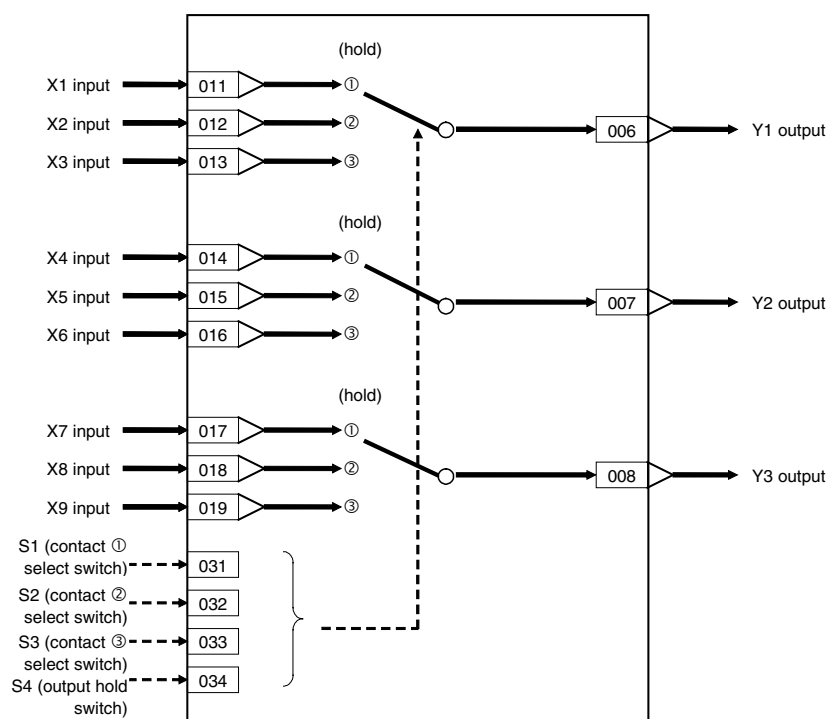 (hold)
X1 input 011 ①
X2 input 012 ② 006 Y1 output
X3 input 013 ③
(hold)
X4 input 014 ①
X5 input 015 ② 007 Y2 output
X6 input 016 ③
(hold)
X7 input 017 ①
X8 input 018 ② 008 Y3 output
X9 input 019 ③
S1 (contact ①
select switch) 031
S2 (contact ②
select switch) 032
S3 (contact ③
select switch) 033
S4 (output hold
switch) 034